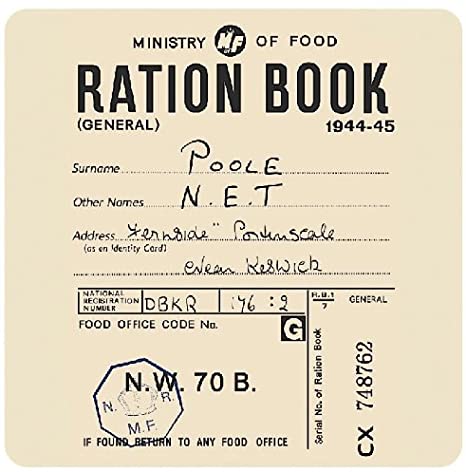 MINISTRY MF OF FOOD
RATION BOOK
(GENERAL) 1944-45
Surname POOLE
Other Names N.E.T
Address "Fernside" Portinscale
(as on Identity Card)
Keswick
NATIONAL REGISTRATION NUMBER DBKR 176 : 2
R.B.1
7
GENERAL
FOOD OFFICE CODE No.
G
N.W. 70 B.
N. R.
M.F.
IF FOUND RETURN TO ANY FOOD OFFICE
Serial No. of Ration Book
CX 748762